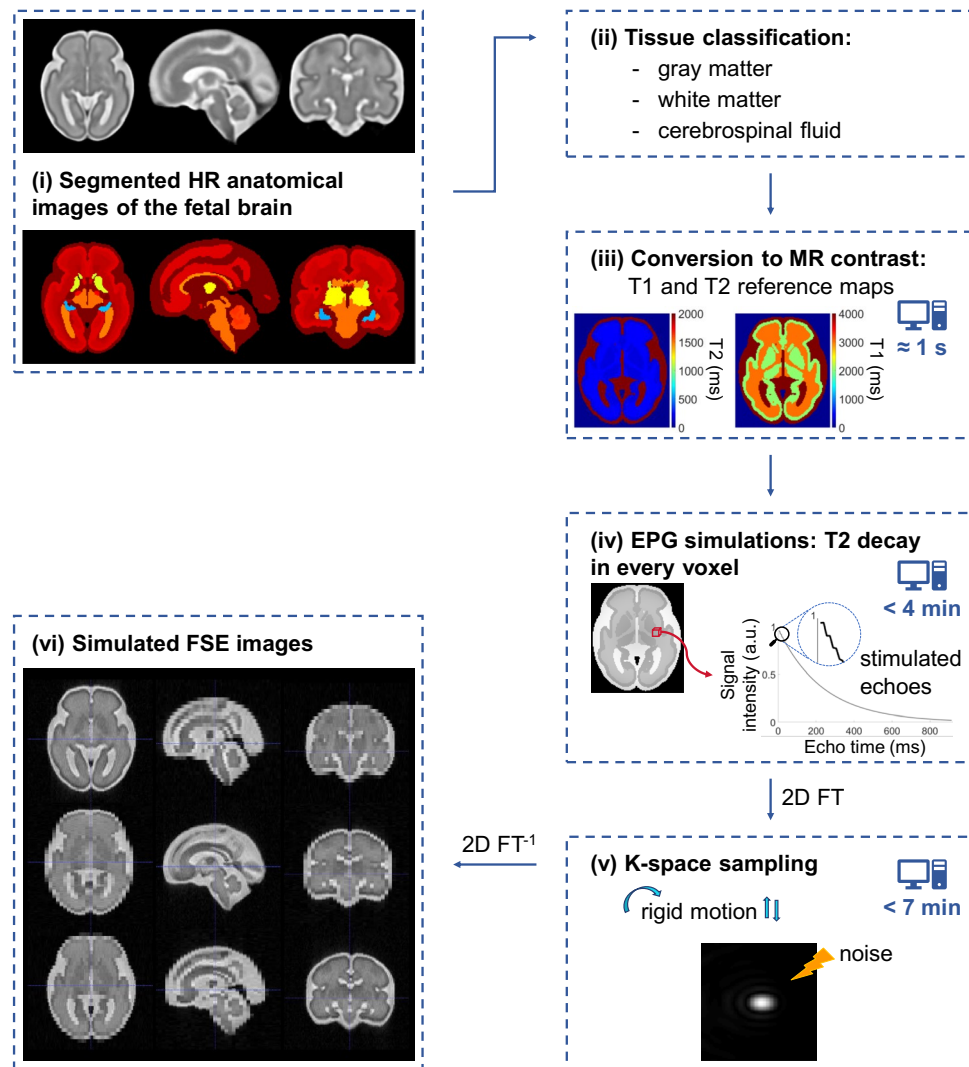 (i) Segmented HR anatomical
images of the fetal brain
(ii) Tissue classification:
- gray matter
- white matter
- cerebrospinal fluid
(iii) Conversion to MR contrast:
T1 and T2 reference maps
2000
1500
1000
500
0
T2 (ms)
4000
3000
2000
1000
0
T1 (ms)
≈ 1 s
(iv) EPG simulations: T2 decay
in every voxel
< 4 min
Signal
intensity (a.u.)
1
0.5
0
1
stimulated
echoes
0
200
400
600
800
Echo time (ms)
2D FT
(v) K-space sampling
< 7 min
rigid motion
noise
2D FT-1
(vi) Simulated FSE images